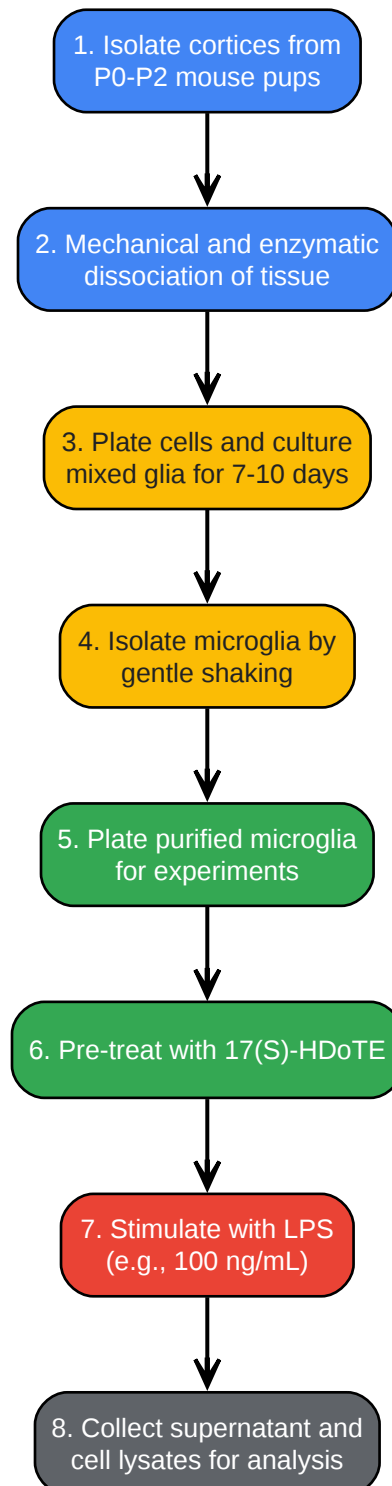 1. Isolate cortices from
P0-P2 mouse pups
2. Mechanical and enzymatic
dissociation of tissue
3. Plate cells and culture
mixed glia for 7-10 days
4. Isolate microglia by
gentle shaking
5. Plate purified microglia
for experiments
6. Pre-treat with 17(S)-HDoTE
7. Stimulate with LPS
(e.g., 100 ng/mL)
8. Collect supernatant and
cell lysates for analysis